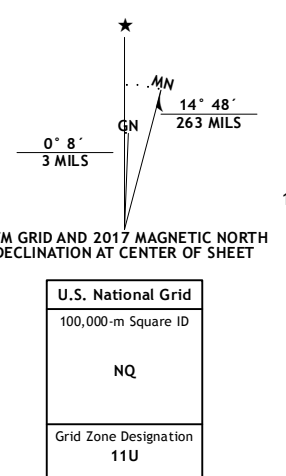 ★
MN
14° 48´
263 MILS
GN
0° 8´
3 MILS
TM GRID AND 2017 MAGNETIC NORTH
DECLINATION AT CENTER OF SHEET
U.S. National Grid
100,000-m Square ID
NQ
Grid Zone Designation
11U